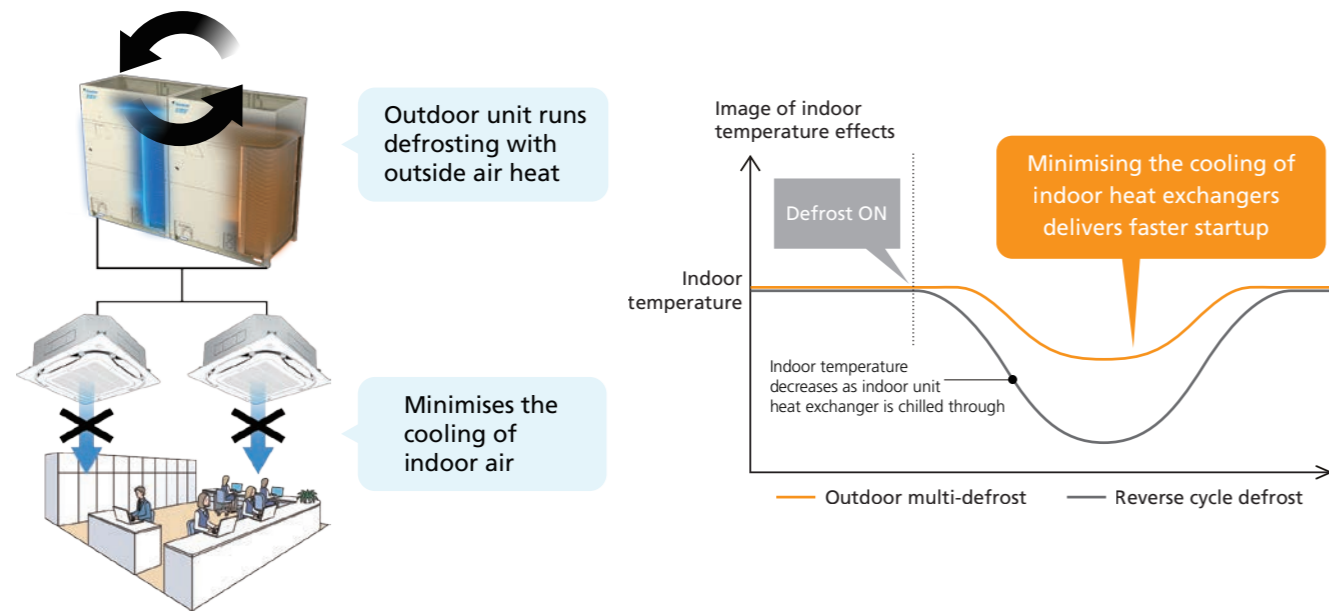 Outdoor unit runs
defrosting with
outside air heat
Minimises the
cooling of
indoor air
Image of indoor
temperature effects
Minimising the cooling of
indoor heat exchangers
delivers faster startup
Defrost ON
Indoor
temperature
Indoor temperature
decreases as indoor unit
heat exchanger is chilled through
Outdoor multi-defrost
Reverse cycle defrost